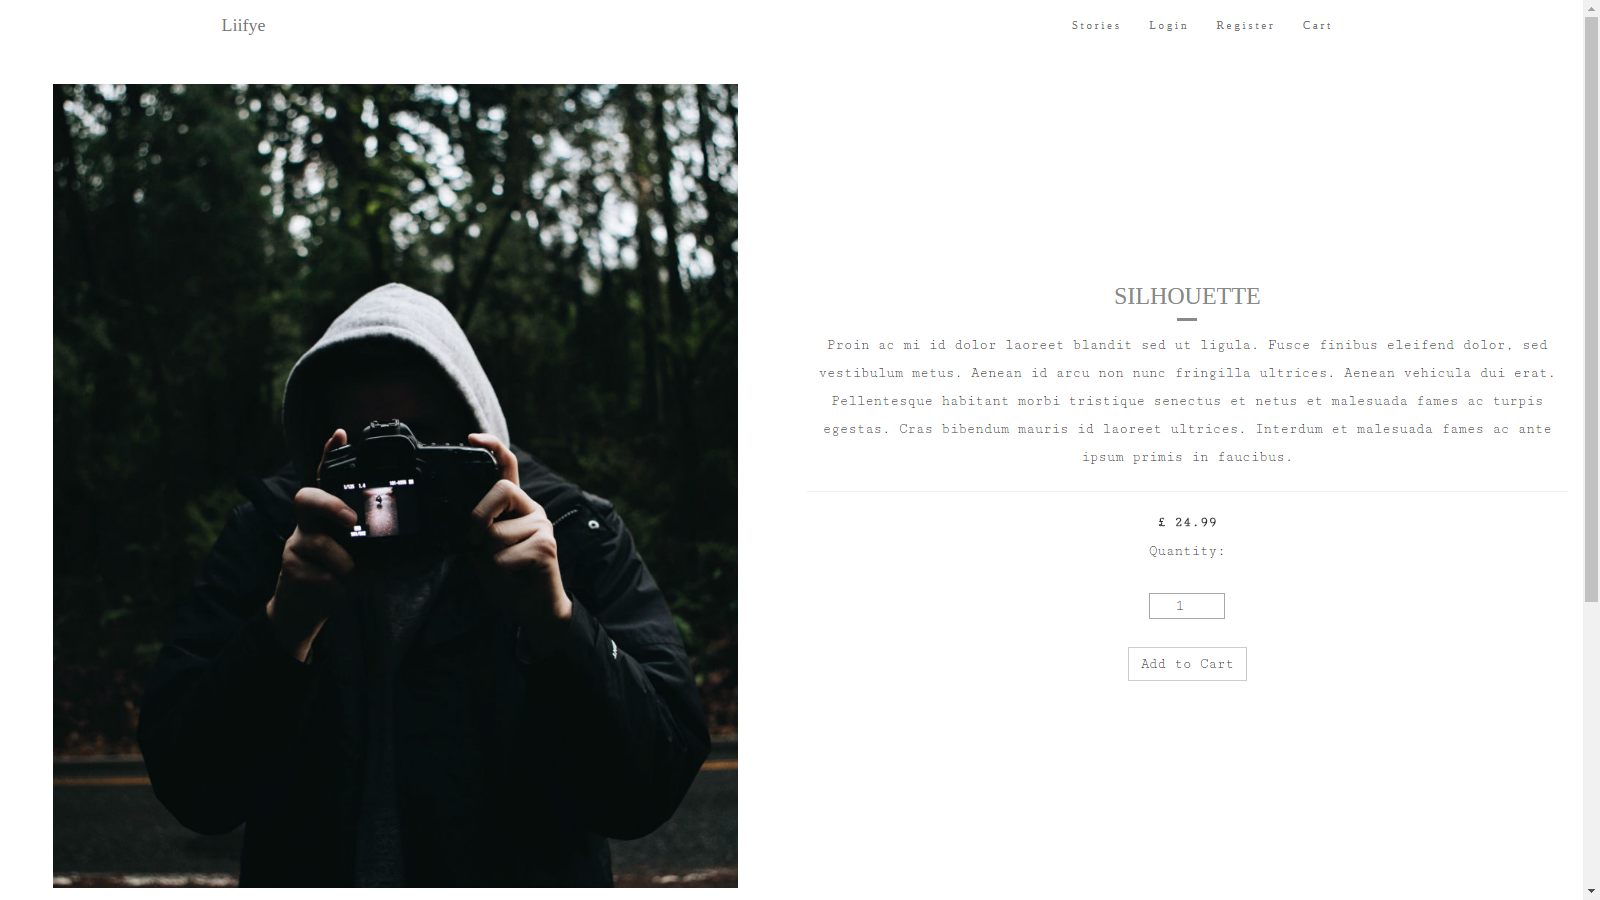 Liifye
Stories Login Register Cart
SILHOUETTE
Proin ac mi id dolor laoreet blandit sed ut ligula. Fusce finibus eleifend dolor, sed
vestibulum metus. Aenean id arcu non nunc fringilla ultrices. Aenean vehicula dui erat.
Pellentesque habitant morbi tristique senectus et netus et malesuada fames ac turpis
egestas. Cras bibendum mauris id laoreet ultrices. Interdum et malesuada fames ac ante
ipsum primis in faucibus.
£ 24.99
Quantity:
1
Add to Cart